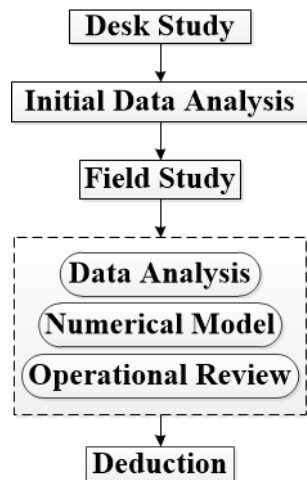 Desk Study
Initial Data Analysis
Field Study
Data Analysis
Numerical Model
Operational Review
Deduction